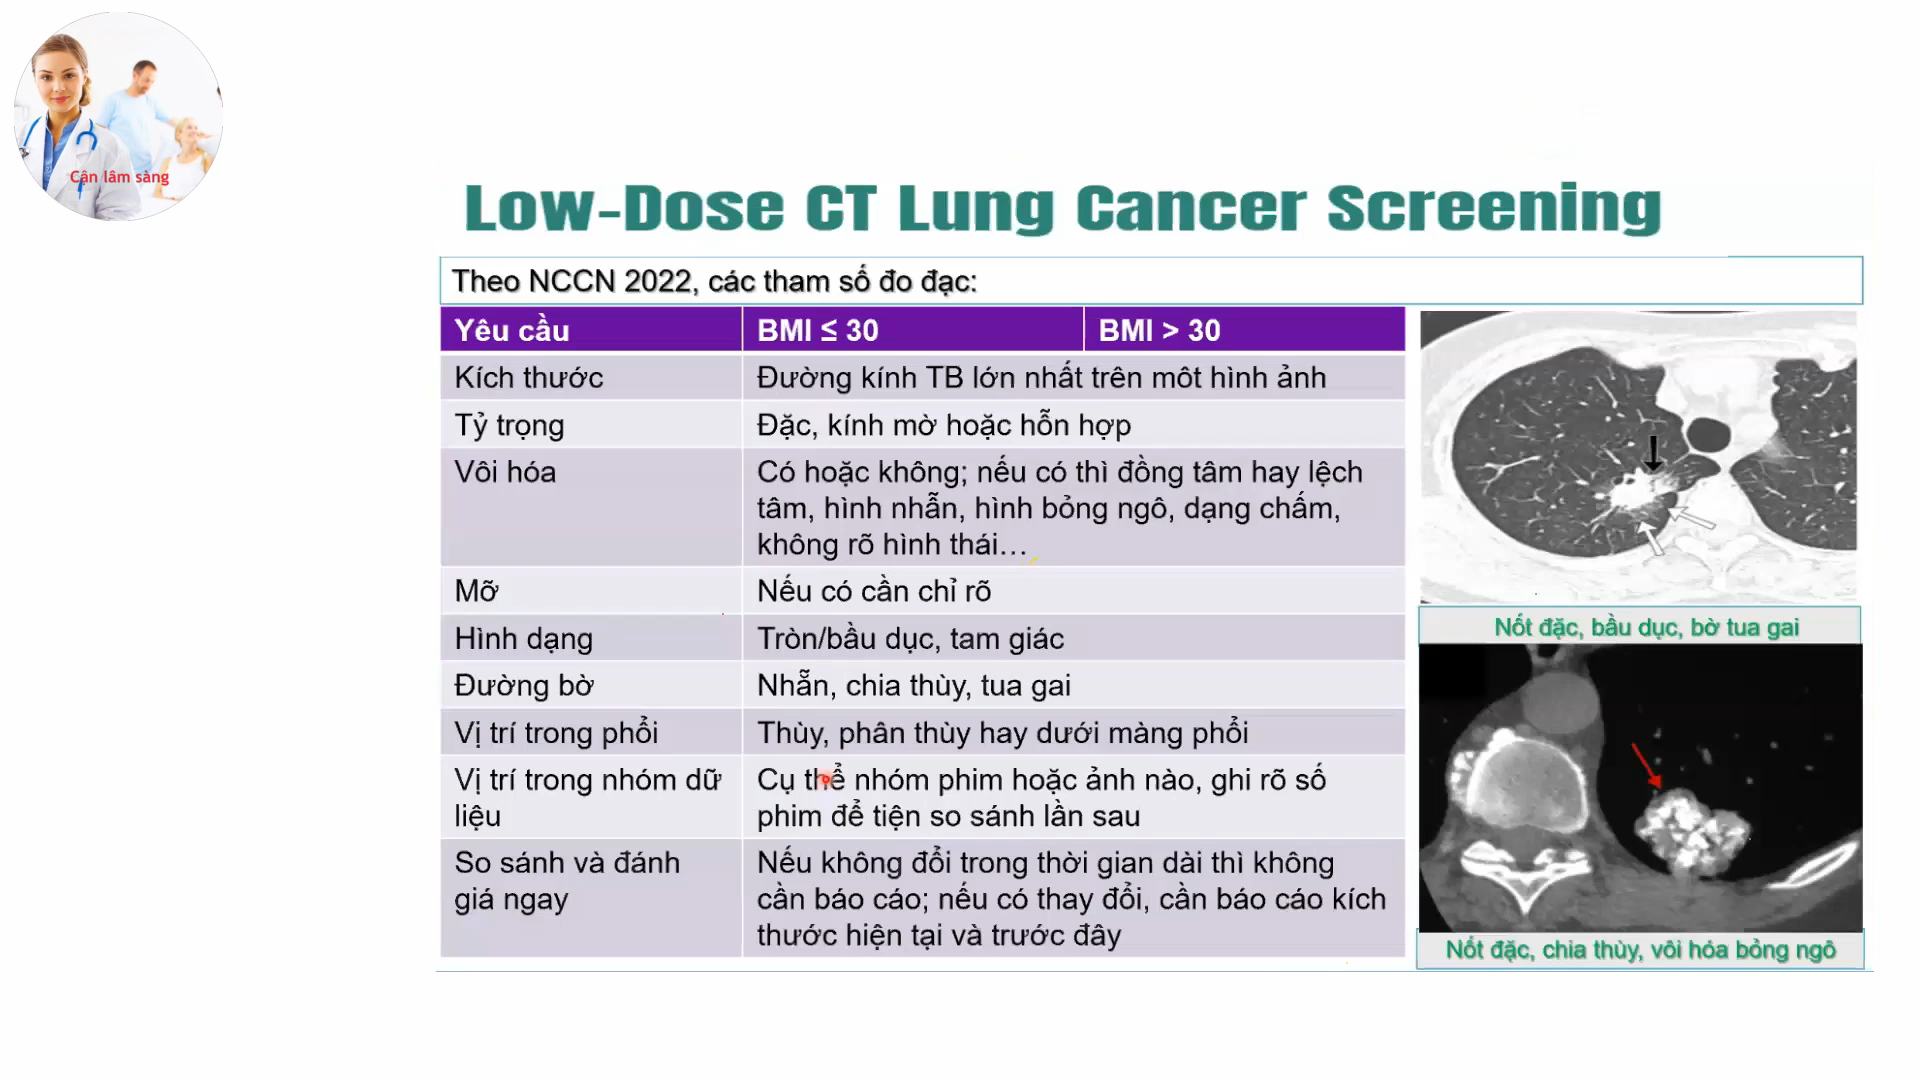 Cận lâm sàng
Low-Dose CT Lung Cancer Screening
Theo NCCN 2022, các tham số đo đạc:
Yêu cầu
BMI ≤ 30
BMI > 30
Kích thước
Đường kính TB lớn nhất trên môt hình ảnh
Tỷ trọng
Đặc, kính mờ hoặc hỗn hợp
Vôi hóa
Có hoặc không; nếu có thì đồng tâm hay lệch
tâm, hình nhẫn, hình bỏng ngô, dạng chấm,
không rõ hình thái…
Mỡ
Nếu có cần chỉ rõ
Hình dạng
Tròn/bầu dục, tam giác
Đường bờ
Nhẵn, chia thùy, tua gai
Vị trí trong phổi
Thùy, phân thùy hay dưới màng phổi
Vị trí trong nhóm dữ
liệu
Cụ thể nhóm phim hoặc ảnh nào, ghi rõ số
phim để tiện so sánh lần sau
So sánh và đánh
giá ngay
Nếu không đổi trong thời gian dài thì không
cần báo cáo; nếu có thay đổi, cần báo cáo kích
thước hiện tại và trước đây
Nốt đặc, bầu dục, bờ tua gai
Nốt đặc, chia thùy, vôi hóa bỏng ngô